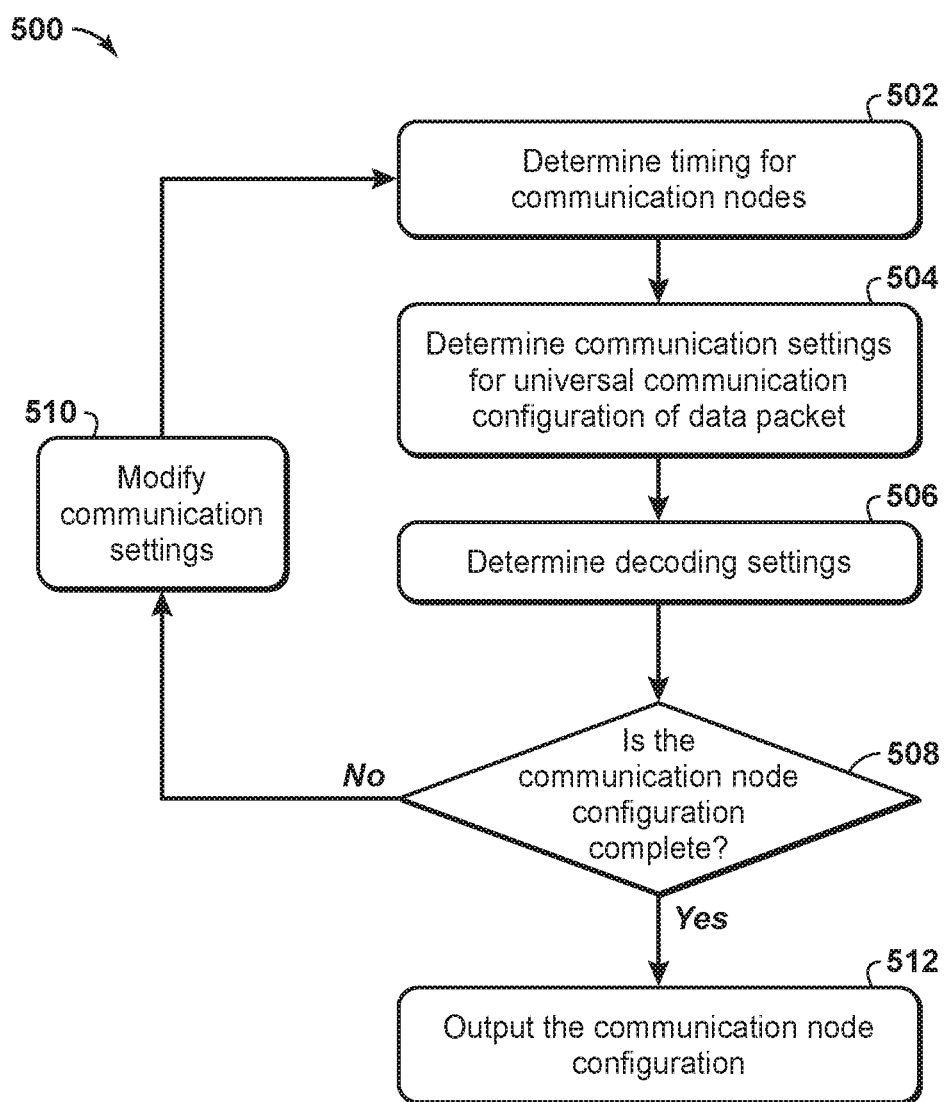 500
502
Determine timing for
communication nodes
504
Determine communication settings
for universal communication
configuration of data packet
510
Modify
communication
settings
506
Determine decoding settings
508
Is the
communication node
configuration
complete?
No
Yes
512
Output the communication node
configuration